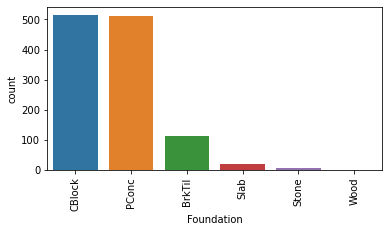 500
400
300
200
100
0
count
CBlock
PConc
BrkTil
Slab
Stone
Wood
Foundation